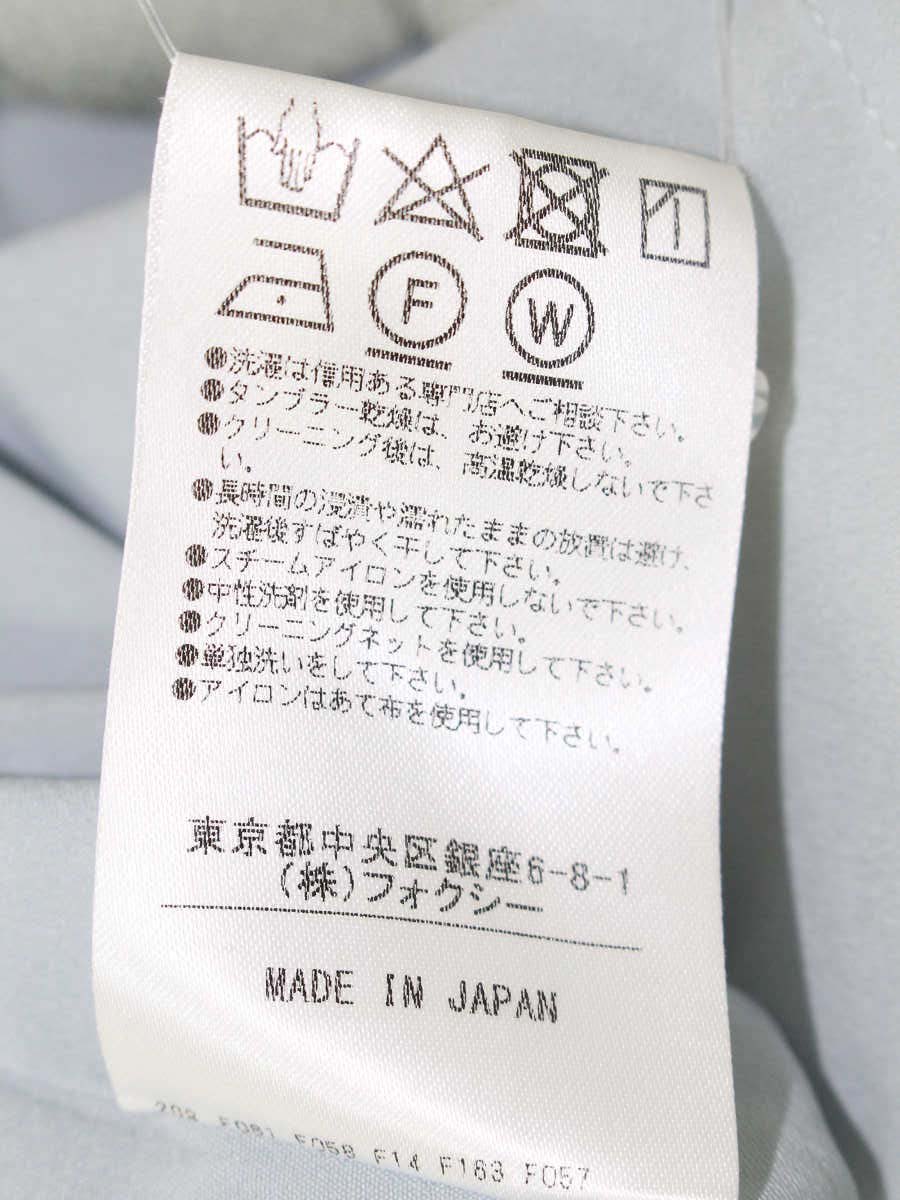 F
W
●洗濯は信用ある専門店へご相談下さい。
●タンブラー乾燥は、お避け下さい。
●クリーニング後は、高温乾燥しないで下さ
い。
●長時間の浸漬や濡れたままの放置は避け、
洗濯後すばやく干して下さい。
●スチームアイロンを使用しないで下さい。
●中性洗剤を使用して下さい。
●クリーニングネットを使用して下さい。
●単独洗いをして下さい。
●アイロンはあて布を使用して下さい。
東京都中央区銀座6-8-1
(株)フォクシー
MADE IN JAPAN
F058 F14 F163 F057